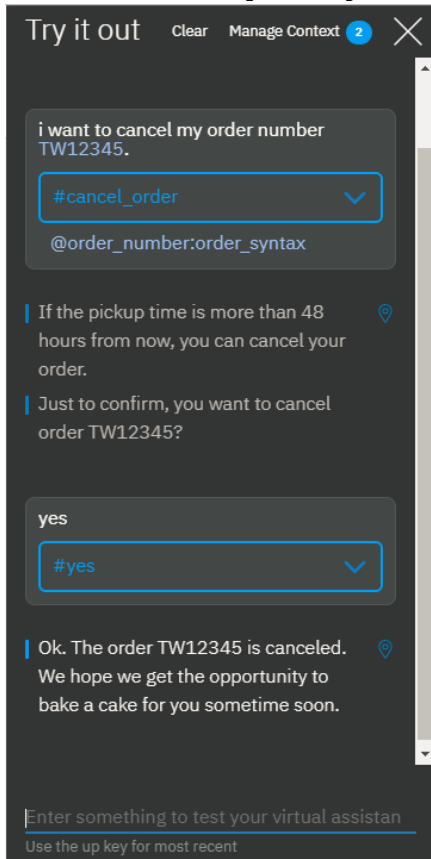 Try it out Clear Manage Context 2
i want to cancel my order number
TW12345.
#cancel_order
@order_number:order_syntax
If the pickup time is more than 48
hours from now, you can cancel your
order.
Just to confirm, you want to cancel
order TW12345?
yes
#yes
Ok. The order TW12345 is canceled.
We hope we get the opportunity to
bake a cake for you sometime soon.
Enter something to test your virtual assistan
Use the up key for most recent